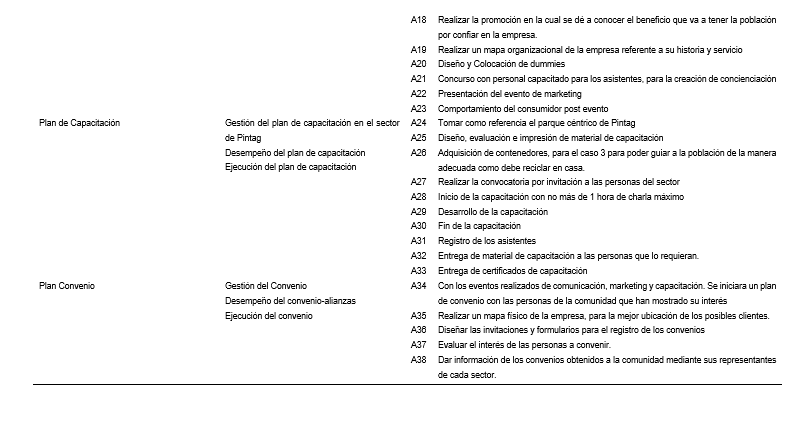 A18 Realizar la promoción en la cual se dé a conocer el beneficio que va a tener la población
por confiar en la empresa.
A19 Realizar un mapa organizacional de la empresa referente a su historia y servicio
A20 Diseño y Colocación de dummies
A21 Concurso con personal capacitado para los asistentes, para la creación de concienciación
A22 Presentación del evento de marketing
A23 Comportamiento del consumidor post evento
Plan de Capacitación Gestión del plan de capacitación en el sector A24 Tomar como referencia el parque céntrico de Pintag
de Pintag A25 Diseño, evaluación e impresión de material de capacitación
Desempeño del plan de capacitación A26 Adquisición de contenedores, para el caso 3 para poder guiar a la población de la manera
Ejecución del plan de capacitación adecuada como debe reciclar en casa.
A27 Realizar la convocatoria por invitación a las personas del sector
A28 Inicio de la capacitación con no más de 1 hora de charla máximo
A29 Desarrollo de la capacitación
A30 Fin de la capacitación
A31 Registro de los asistentes
A32 Entrega de material de capacitación a las personas que lo requieran.
A33 Entrega de certificados de capacitación
Plan Convenio Gestión del Convenio A34 Con los eventos realizados de comunicación, marketing y capacitación. Se iniciara un plan
Desempeño del convenio-alianzas de convenio con las personas de la comunidad que han mostrado su interés
Ejecución del convenio A35 Realizar un mapa físico de la empresa, para la mejor ubicación de los posibles clientes.
A36 Diseñar las invitaciones y formularios para el registro de los convenios
A37 Evaluar el interés de las personas a convenir.
A38 Dar información de los convenios obtenidos a la comunidad mediante sus representantes
de cada sector.